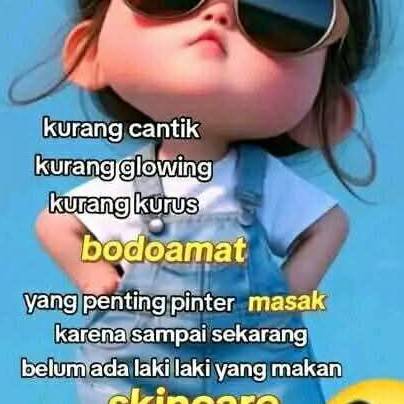 kurang cantik
kurang glowing
kurang kurus
bodoamat
yang penting pinter masak
karena sampai sekarang
belum ada laki laki yang makan
skincare